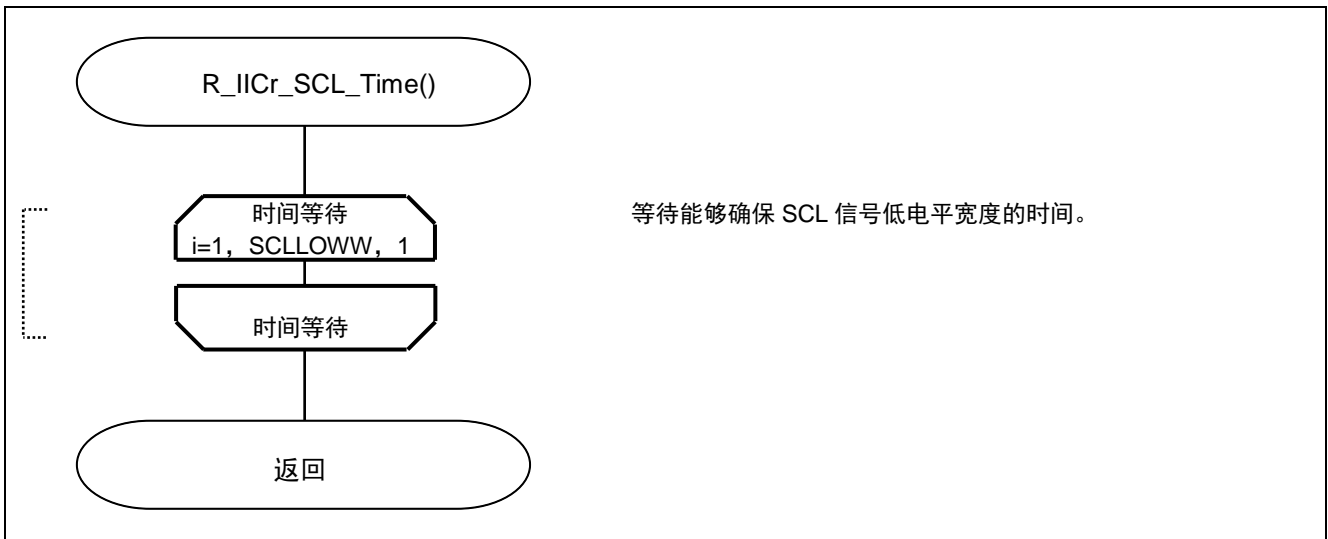 R_IICr_SCL_Time()
时间等待
i=1，SCLLOWW，1
等待能够确保 SCL 信号低电平宽度的时间。
时间等待
返回